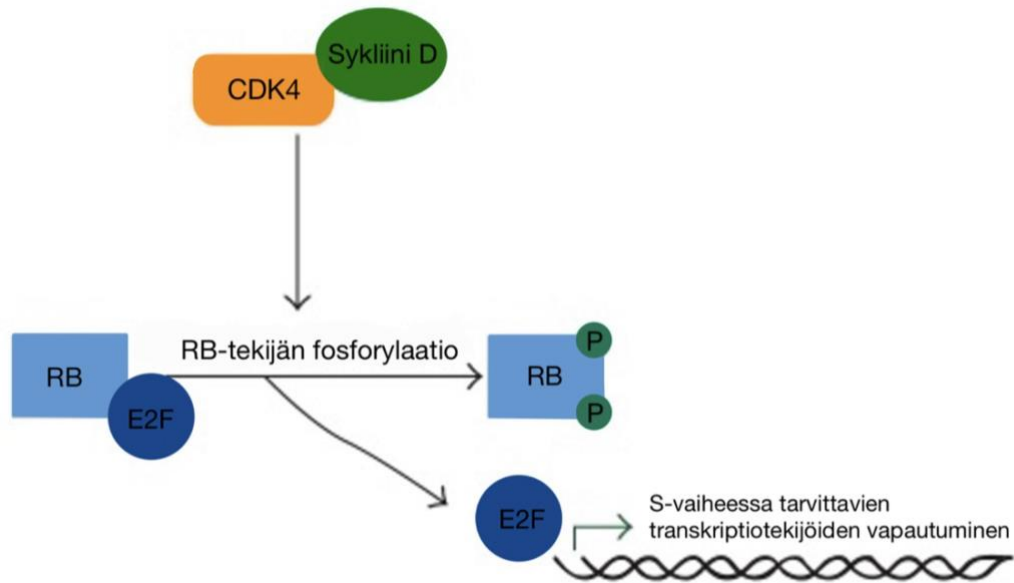 Sykliini D
CDK4
RB-tekijän fosforylaatio
RB
E2F
RB
P
P
E2F
S-vaiheessa tarvittavien
transkriptiotekijöiden vapautuminen